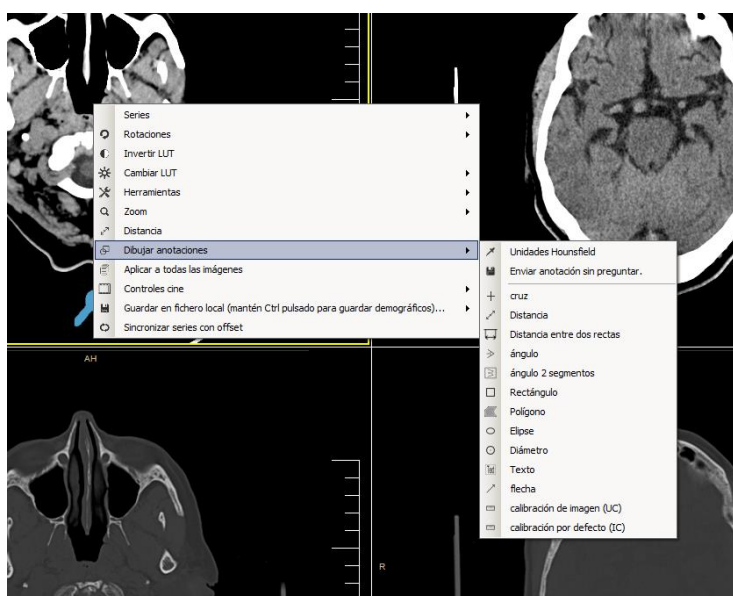 Series
Rotaciones
Invertir LUT
Cambiar LUT
Herramientas
Zoom
Distancia
Dibujar anotaciones
Aplicar a todas las imágenes
Controles cine
Guardar en fichero local (mantén Ctrl pulsado para guardar demográficos)...
Sincronizar series con offset
Unidades Hounsfield
Enviar anotación sin preguntar.
cruz
Distancia
Distancia entre dos rectas
ángulo
ángulo 2 segmentos
Rectángulo
Polígono
Elipse
Diámetro
Texto
flecha
calibración de imagen (UC)
calibración por defecto (IC)
AH
R